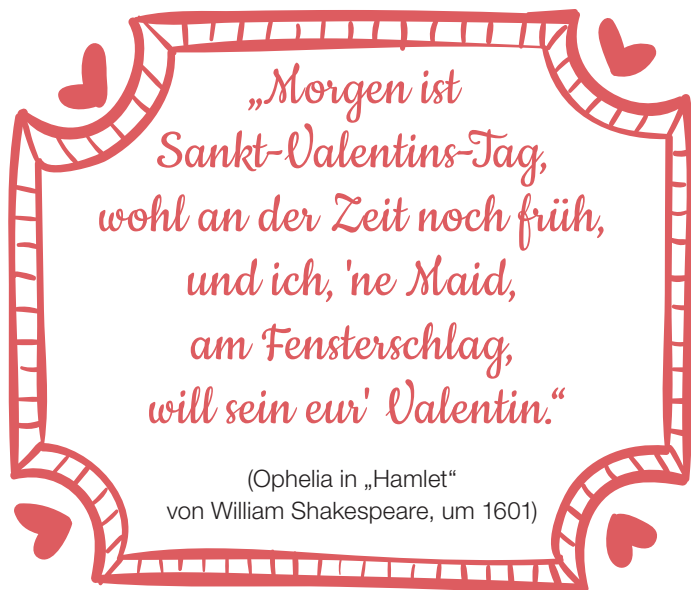 „Morgen ist
Sankt-Valentins-Tag,
wohl an der Zeit noch früh,
und ich, 'ne Maid,
am Fensterschlag,
will sein eur' Valentin.“
(Ophelia in „Hamlet“
von William Shakespeare, um 1601)